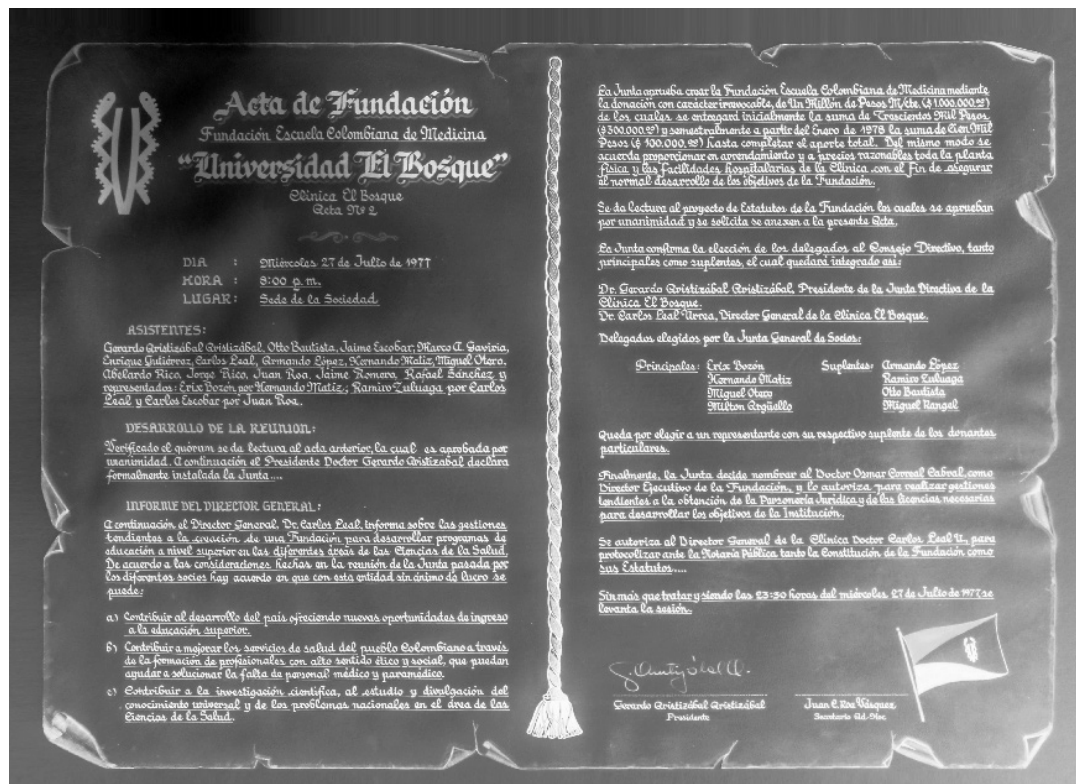 Acta de Fundación
Fundación Escuela Colombiana de Medicina
"Universidad El Bosque"
Clínica El Bosque
Acta Nº 2
DIA : Miércoles 27 de Julio de 1977
HORA : 8:00 p.m.
LUGAR : Sede de la Sociedad
ASISTENTES:
Gerardo Aristizábal Aristizábal, Otto Bautista, Jaime Escobar, Marco A. Gaviria,
Enrique Gutiérrez, Carlos Leal, Armando López, Hernando Matiz, Miguel Otero,
Abelardo Rico, Jorge Rico, Juan Roa, Jaime Romero, Rafael Sánchez y
representados: Erix Bozón por Hernando Matiz; Ramiro Zuluaga por Carlos
Leal y Carlos Escobar por Juan Roa.
DESARROLLO DE LA REUNION:
Verificado el quórum se da lectura al acta anterior, la cual es aprobada por
unanimidad. A continuación el Presidente Doctor Gerardo Aristizabal declara
formalmente instalada la Junta....
INFORME DEL DIRECTOR GENERAL:
A continuación el Director General, Dr. Carlos Leal, informa sobre las gestiones
tendientes a la creación de una Fundación para desarrollar programas de
educación a nivel superior en las diferentes áreas de las Ciencias de la Salud.
De acuerdo a las consideraciones hechas en la reunión de la Junta pasada por
los diferentes socios hay acuerdo en que con esta entidad sin ánimo de lucro se
puede:
a) Contribuir al desarrollo del país ofreciendo nuevas oportunidades de ingreso
a la educación superior.
b) Contribuir a mejorar los servicios de salud del pueblo Colombiano a través
de la formación de profesionales con alto sentido ético y social, que puedan
ayudar a solucionar la falta de personal médico y paramédico.
c) Contribuir a la investigación científica, al estudio y divulgación del
conocimiento universal y de los problemas nacionales en el área de las
Ciencias de la Salud.
La Junta aprueba crear la Fundación Escuela Colombiana de Medicina mediante
la donación con carácter irrevocable, de Un Millón de Pesos M/cte. ($1.000.000.00)
de los cuales se entregará inicialmente la suma de Trescientos Mil Pesos
($300.000.00) y semestralmente a partir del Enero de 1978 la suma de Cien Mil
Pesos ($ 100.000.00) hasta completar el aporte total. Del mismo modo se
acuerda proporcionar en arrendamiento y a precios razonables toda la planta
física y las facilidades hospitalarias de la Clínica con el fin de asegurar
el normal desarrollo de los objetivos de la Fundación.
Se da lectura al proyecto de Estatutos de la Fundación los cuales se aprueban
por unanimidad y se solicita se anexen a la presente Acta.
La Junta confirma la elección de los delegados al Consejo Directivo, tanto
principales como suplentes, el cual quedará integrado así:
Dr. Gerardo Aristizábal Aristizábal, Presidente de la Junta Directiva de la
Clínica El Bosque.
Dr. Carlos Leal Urrea, Director General de la Clínica El Bosque.
Delegados elegidos por la Junta General de Socios:
Principales: Erix Bozón Suplentes: Armando López
Hernando Matiz Ramiro Zuluaga
Miguel Otero Otto Bautista
Milton Argüello Miguel Rangel
Queda por elegir a un representante con su respectivo suplente de los donantes
particulares.
Finalmente, la Junta decide nombrar al Doctor Osmar Correal Cabral, como
Director Ejecutivo de la Fundación, y lo autoriza para realizar gestiones
tendientes a la obtención de la Personería Jurídica y de las licencias necesarias
para desarrollar los objetivos de la Institución.
Se autoriza al Director General de la Clínica Doctor Carlos Leal U., para
protocolizar ante la Notaría Pública, tanto la Constitución de la Fundación como
sus Estatutos....
Sin más que tratar y siendo las 23:30 horas del miércoles 27 de Julio de 1977, se
levanta la sesión.
Gerardo Aristizábal Aristizábal
Presidente
Juan C. Roa Vásquez
Secretario Ad-Hoc